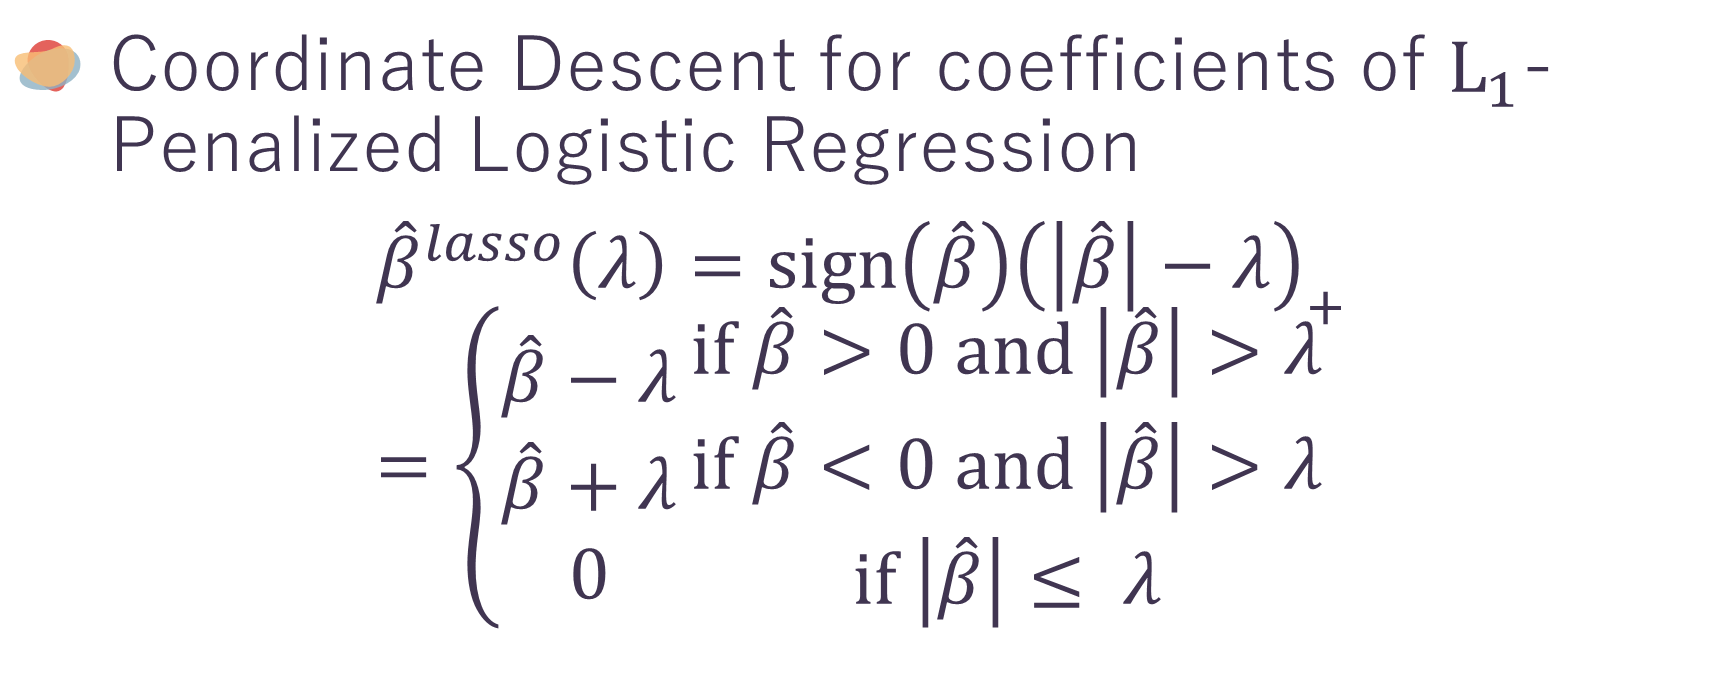 Coordinate Descent for coefficients of L₁-
Penalized Logistic Regression
β̂ˡᵃˢˢᵒ(λ) = sign(β̂)(|β̂| − λ)₊
= { β̂ − λ if β̂ > 0 and |β̂| > λ
β̂ + λ if β̂ < 0 and |β̂| > λ
0 if |β̂| ≤ λ